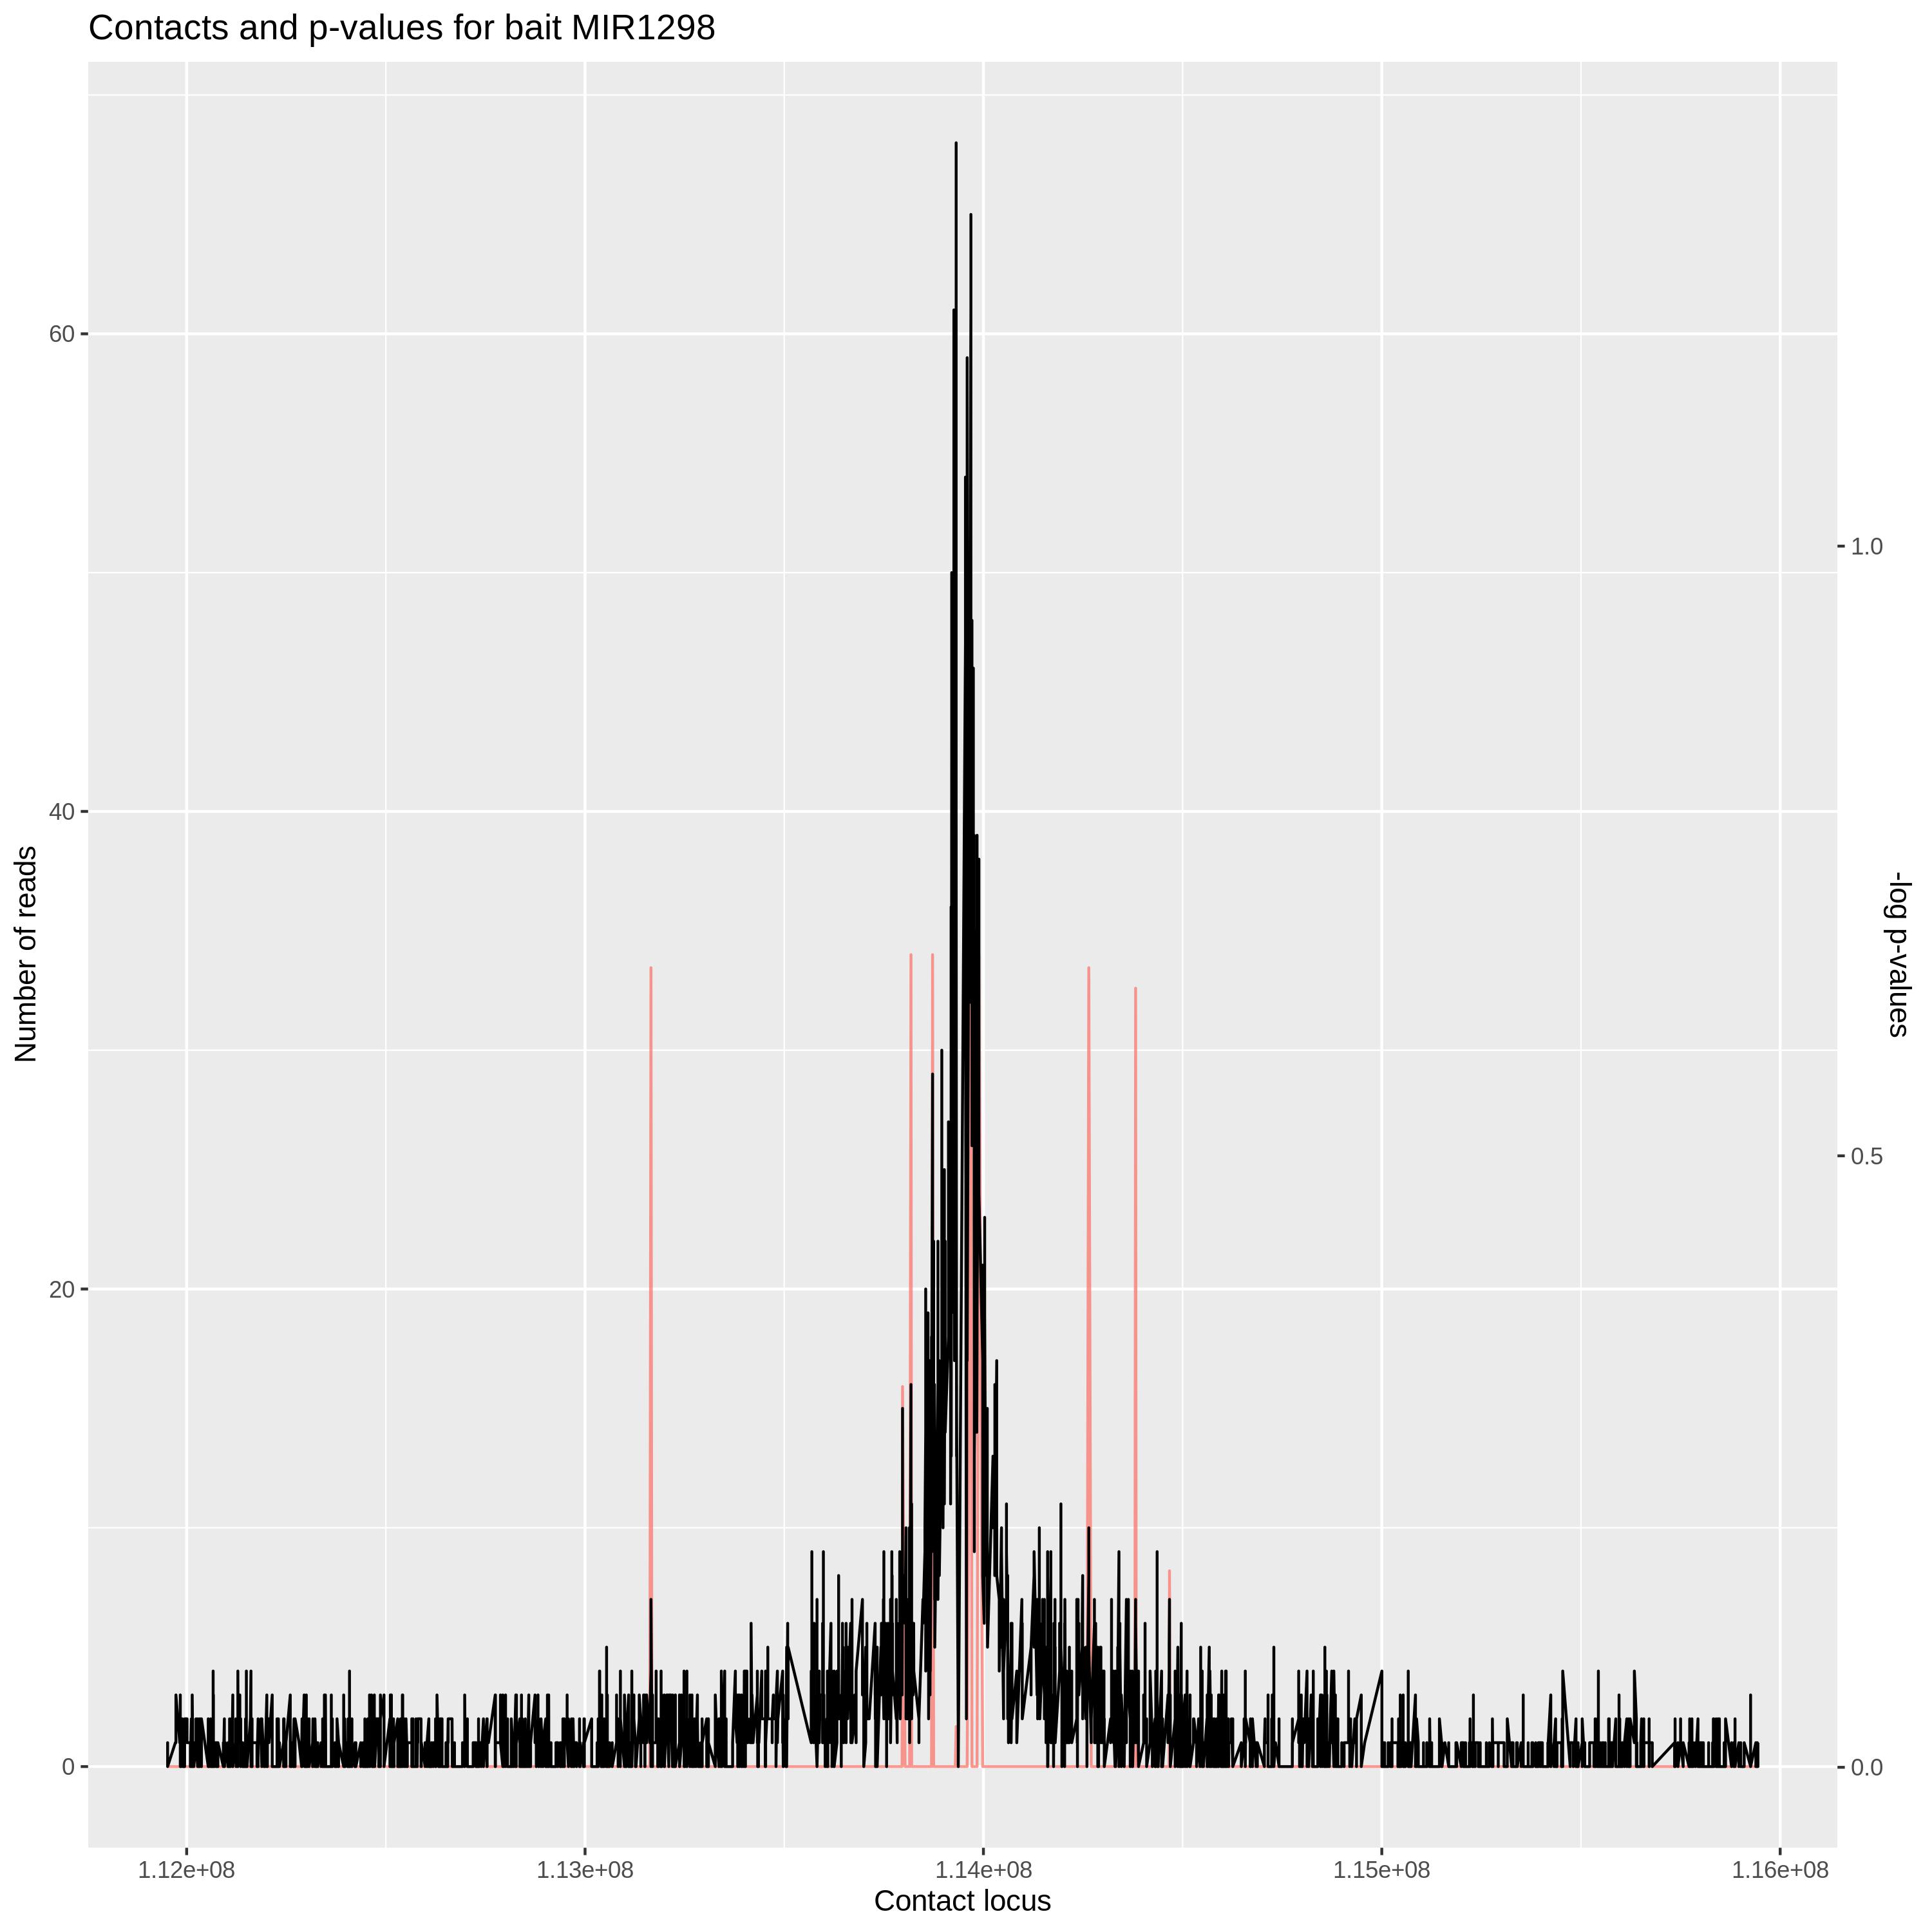 Contacts and p-values for bait MIR1298
60
40
20
0
Number of reads
1.0
0.5
0.0
-log p-values
1.12e+08
1.13e+08
1.14e+08
1.15e+08
1.16e+08
Contact locus